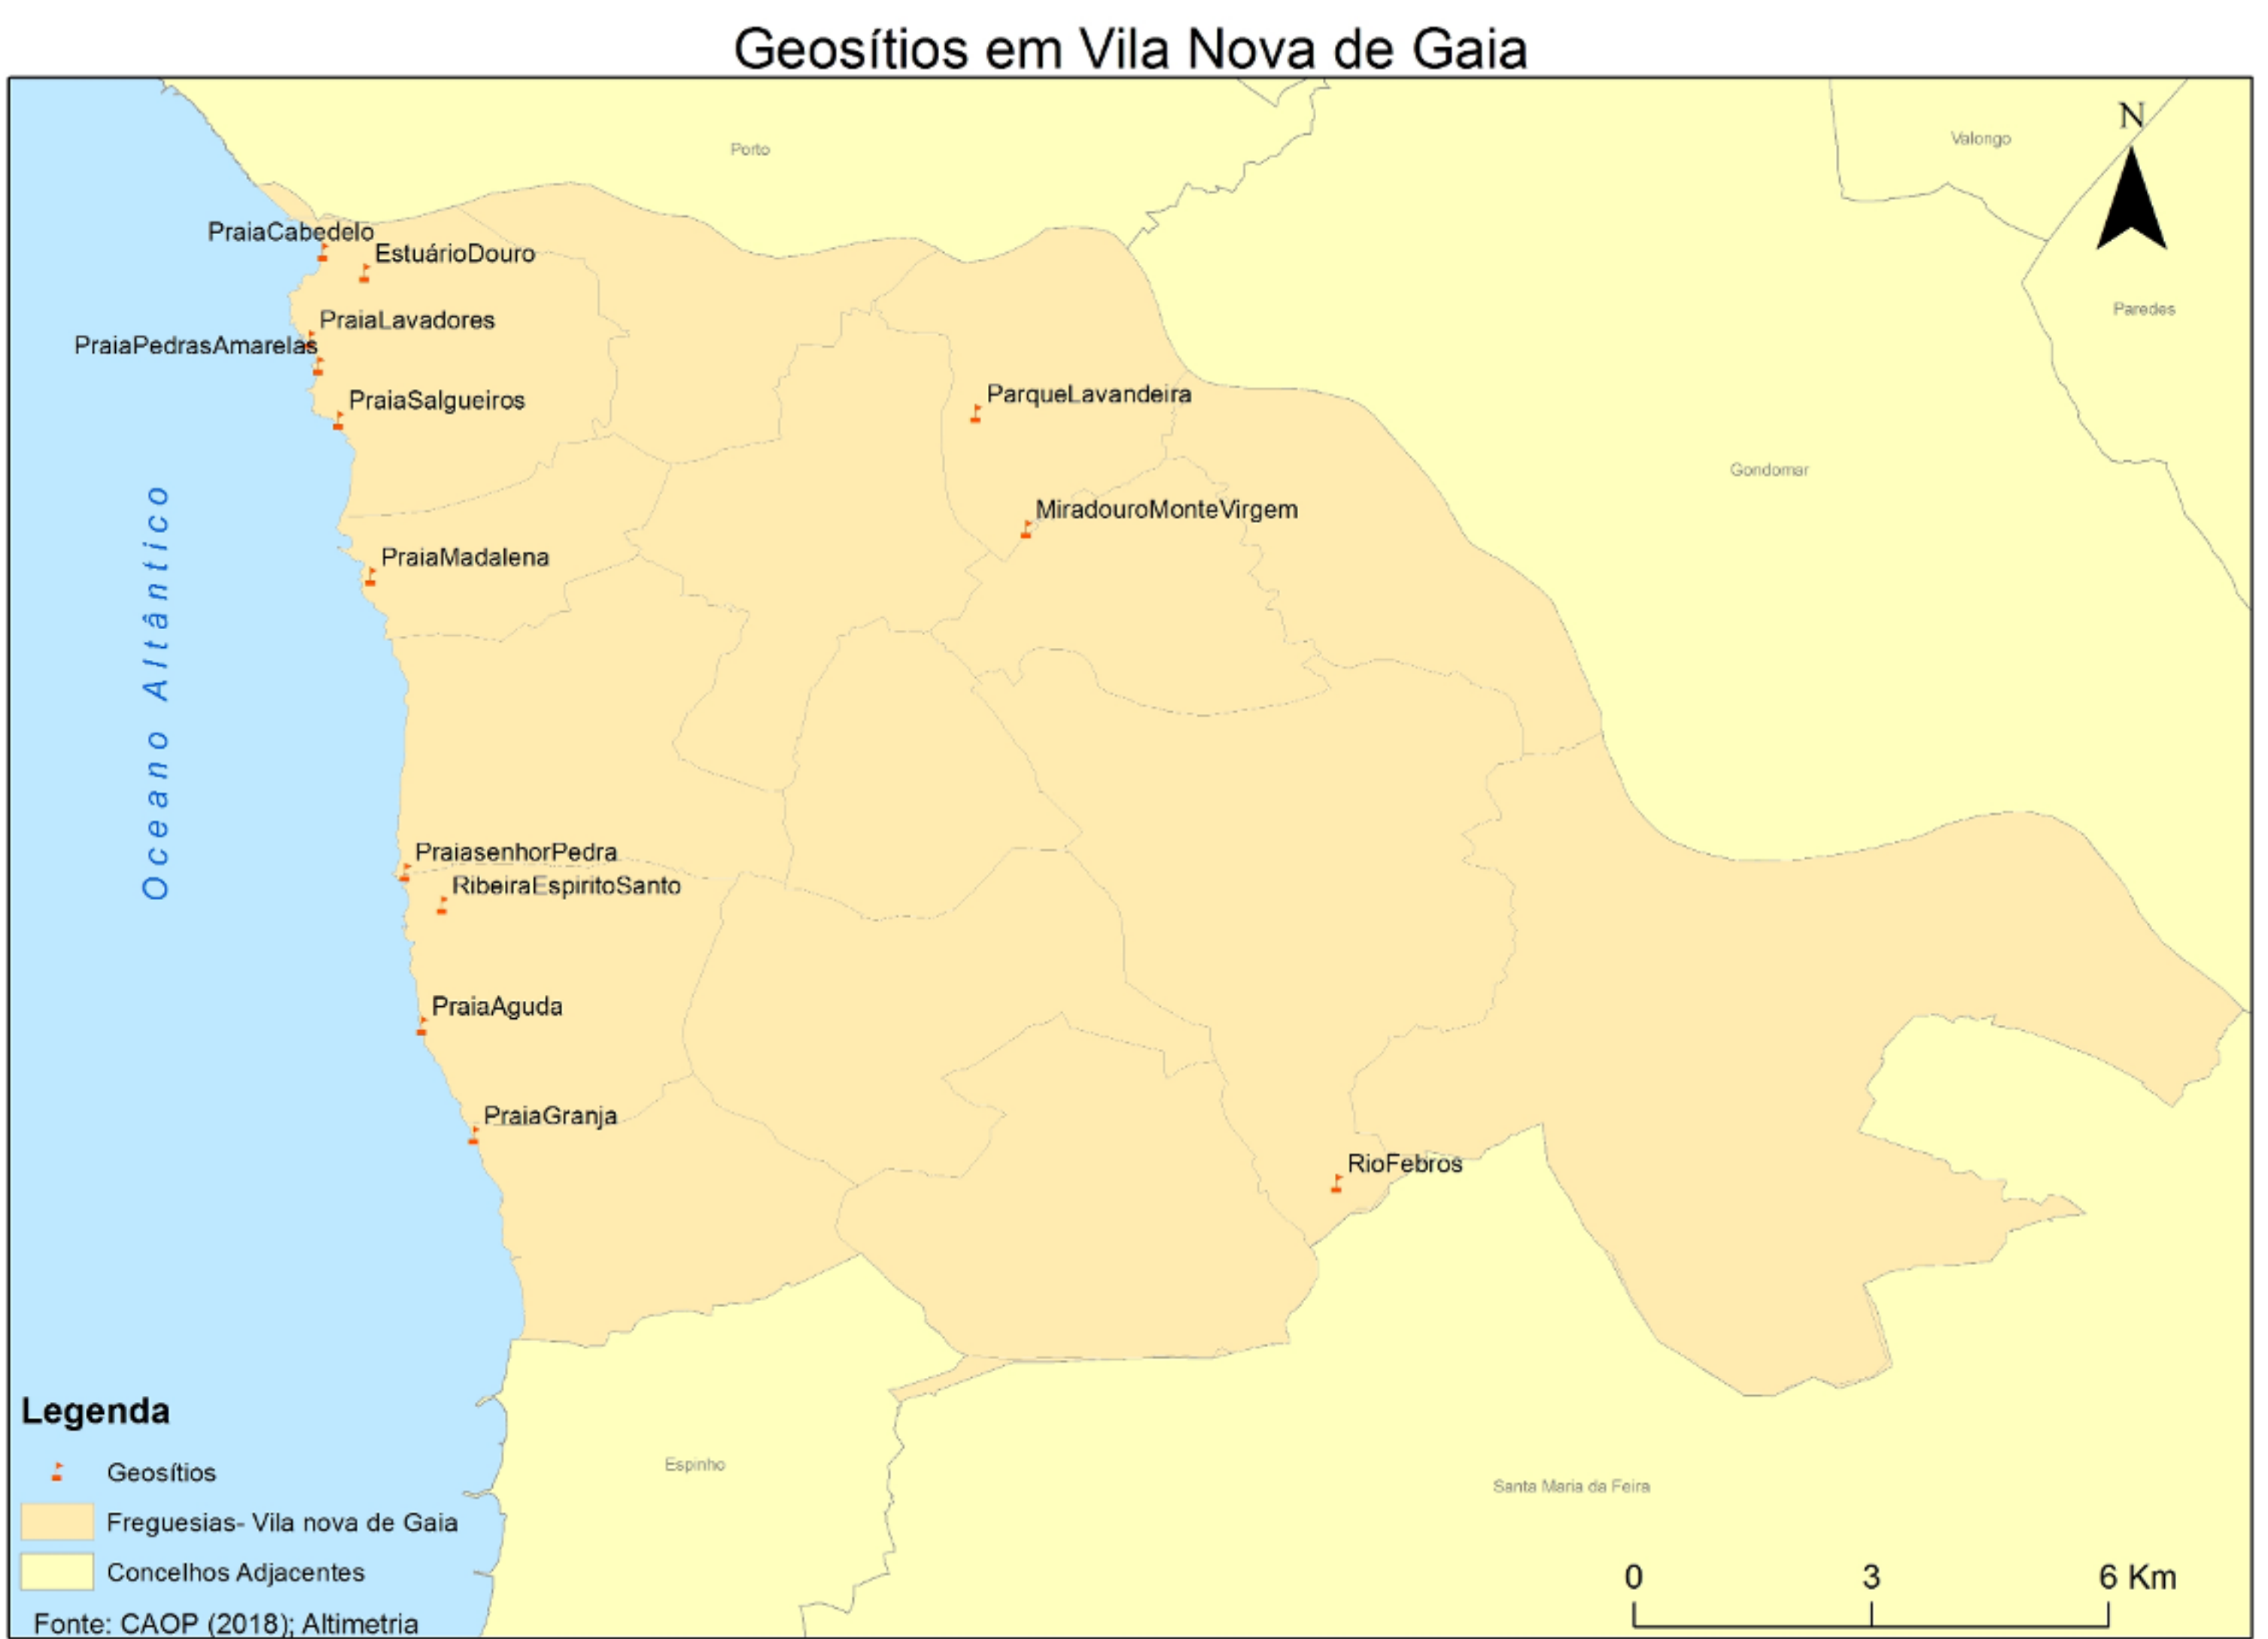 Geosítios em Vila Nova de Gaia
Porto
N
Valongo
PraiaCabedelo
EstuárioDouro
Paredes
PraiaLavadores
PraiaPedrasAmarelas
ParqueLavandeira
PraiaSalgueiros
Gondomar
MiradouroMonteVirgem
PraiaMadalena
Oceano Altântico
PraiasenhorPedra
RibeiraEspiritoSanto
PraiaAguda
PraiaGranja
RioFebros
Legenda
Geosítios
Freguesias- Vila nova de Gaia
Concelhos Adjacentes
Fonte: CAOP (2018); Altimetria
Espinho
Santa Maria da Feira
0 3 6 Km